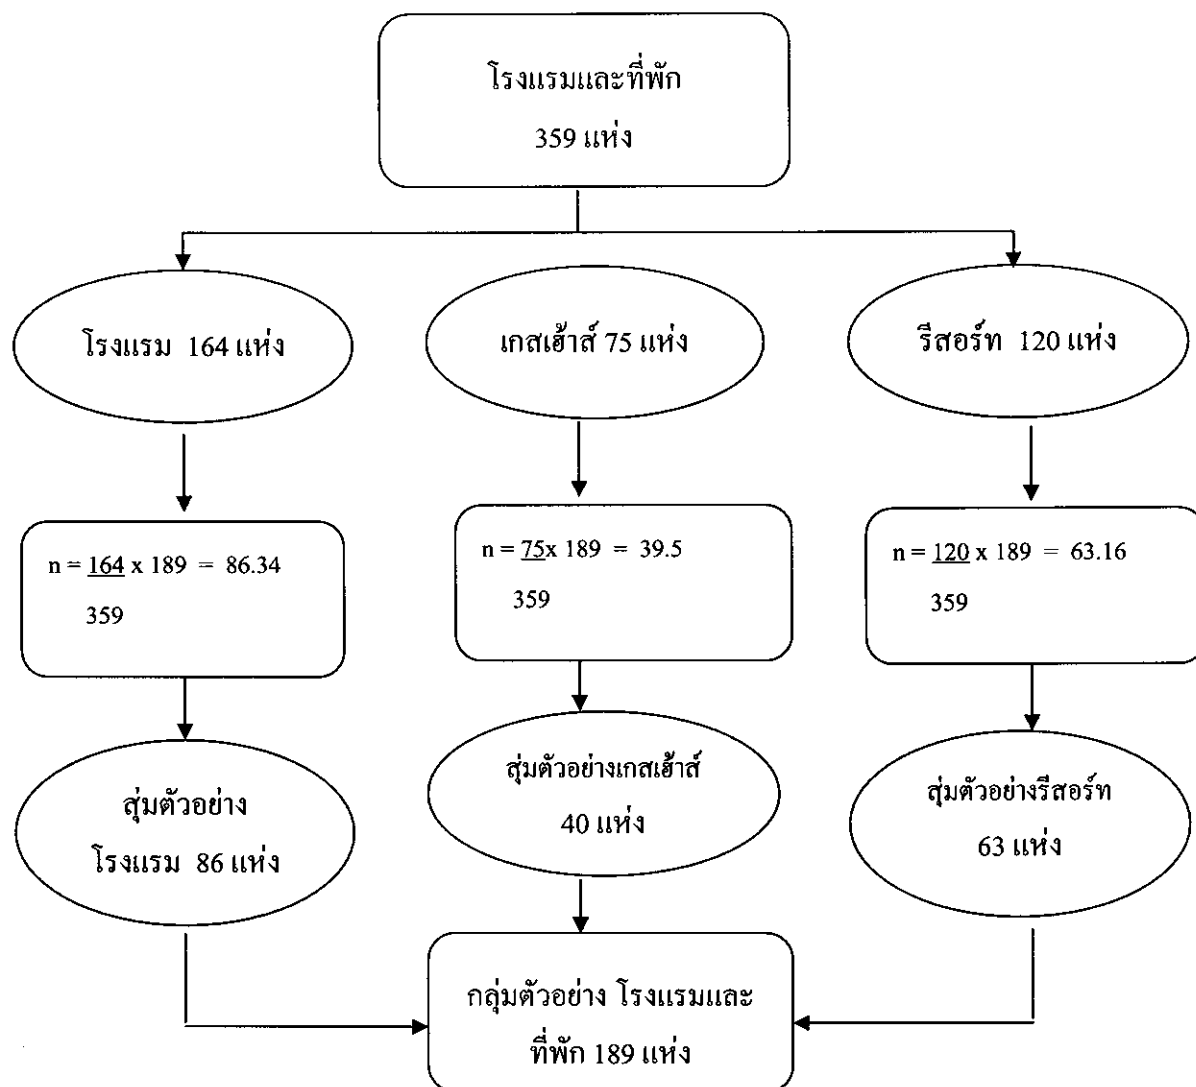 โรงแรมและที่พัก
359 แห่ง
โรงแรม 164 แห่ง
เกสเฮ้าส์ 75 แห่ง
รีสอร์ท 120 แห่ง
n = 164 x 189 = 86.34
359
n = 75x 189 = 39.5
359
n = 120 x 189 = 63.16
359
สุ่มตัวอย่าง
โรงแรม 86 แห่ง
สุ่มตัวอย่างเกสเฮ้าส์
40 แห่ง
สุ่มตัวอย่างรีสอร์ท
63 แห่ง
กลุ่มตัวอย่าง โรงแรมและ
ที่พัก 189 แห่ง